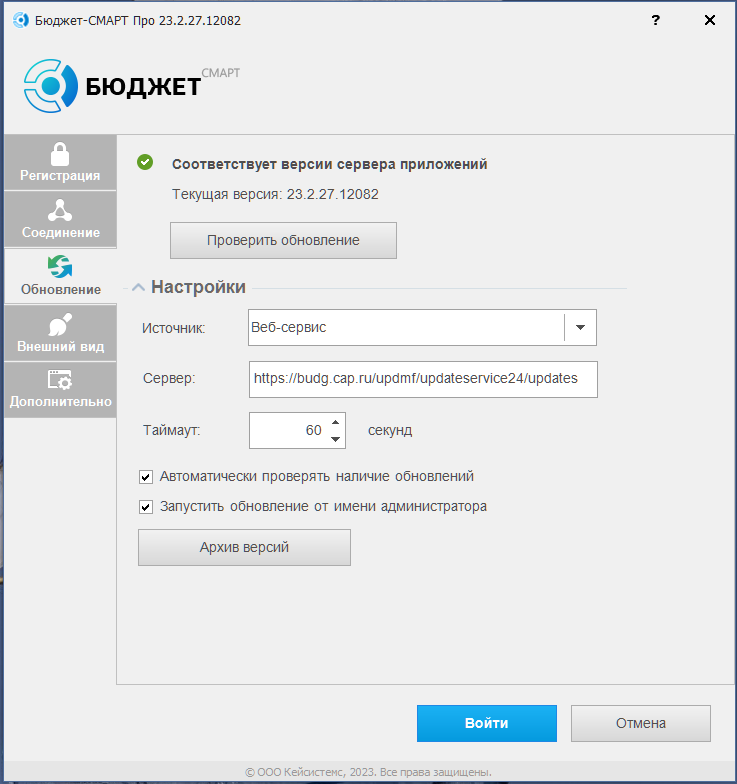 Бюджет-СМАРТ Про 23.2.27.12082
?
БЮДЖЕТ СМАРТ
Регистрация
Соединение
Обновление
Внешний вид
Дополнительно
Соответствует версии сервера приложений
Текущая версия: 23.2.27.12082
Проверить обновление
Настройки
Источник: Веб-сервис
Сервер: https://budg.cap.ru/updmf/updateservice24/updates
Таймаут: 60 секунд
Автоматически проверять наличие обновлений
Запустить обновление от имени администратора
Архив версий
Войти Отмена
© ООО Кейсистемс, 2023. Все права защищены.